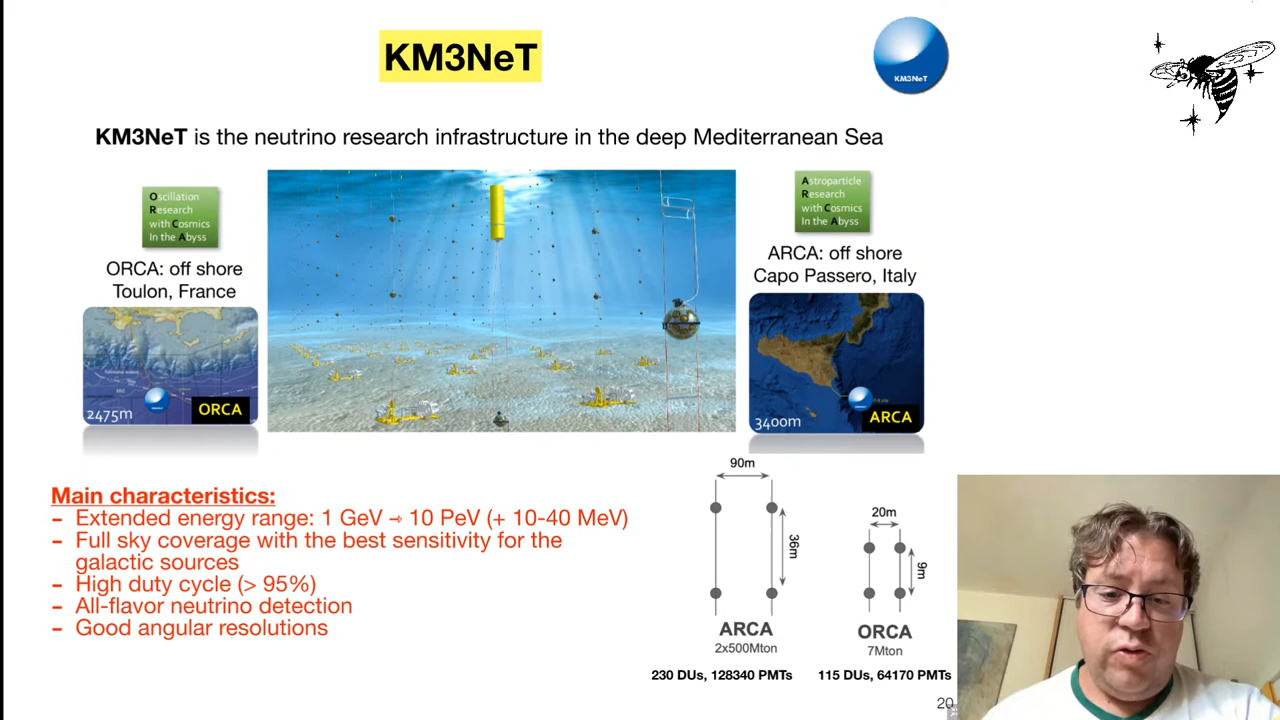 KM3NeT
KM3NeT
KM3NeT is the neutrino research infrastructure in the deep Mediterranean Sea
Oscillation
Research
with Cosmics
In the Abyss
Astroparticle
Research
with Cosmics
In the Abyss
ORCA: off shore
Toulon, France
ARCA: off shore
Capo Passero, Italy
2475m
ORCA
3400m
ARCA
Main characteristics:
- Extended energy range: 1 GeV → 10 PeV (+ 10-40 MeV)
- Full sky coverage with the best sensitivity for the
galactic sources
- High duty cycle (> 95%)
- All-flavor neutrino detection
- Good angular resolutions
90m
36m
20m
9m
ARCA
2x500Mton
ORCA
7Mton
230 DUs, 128340 PMTs
115 DUs, 64170 PMTs
20